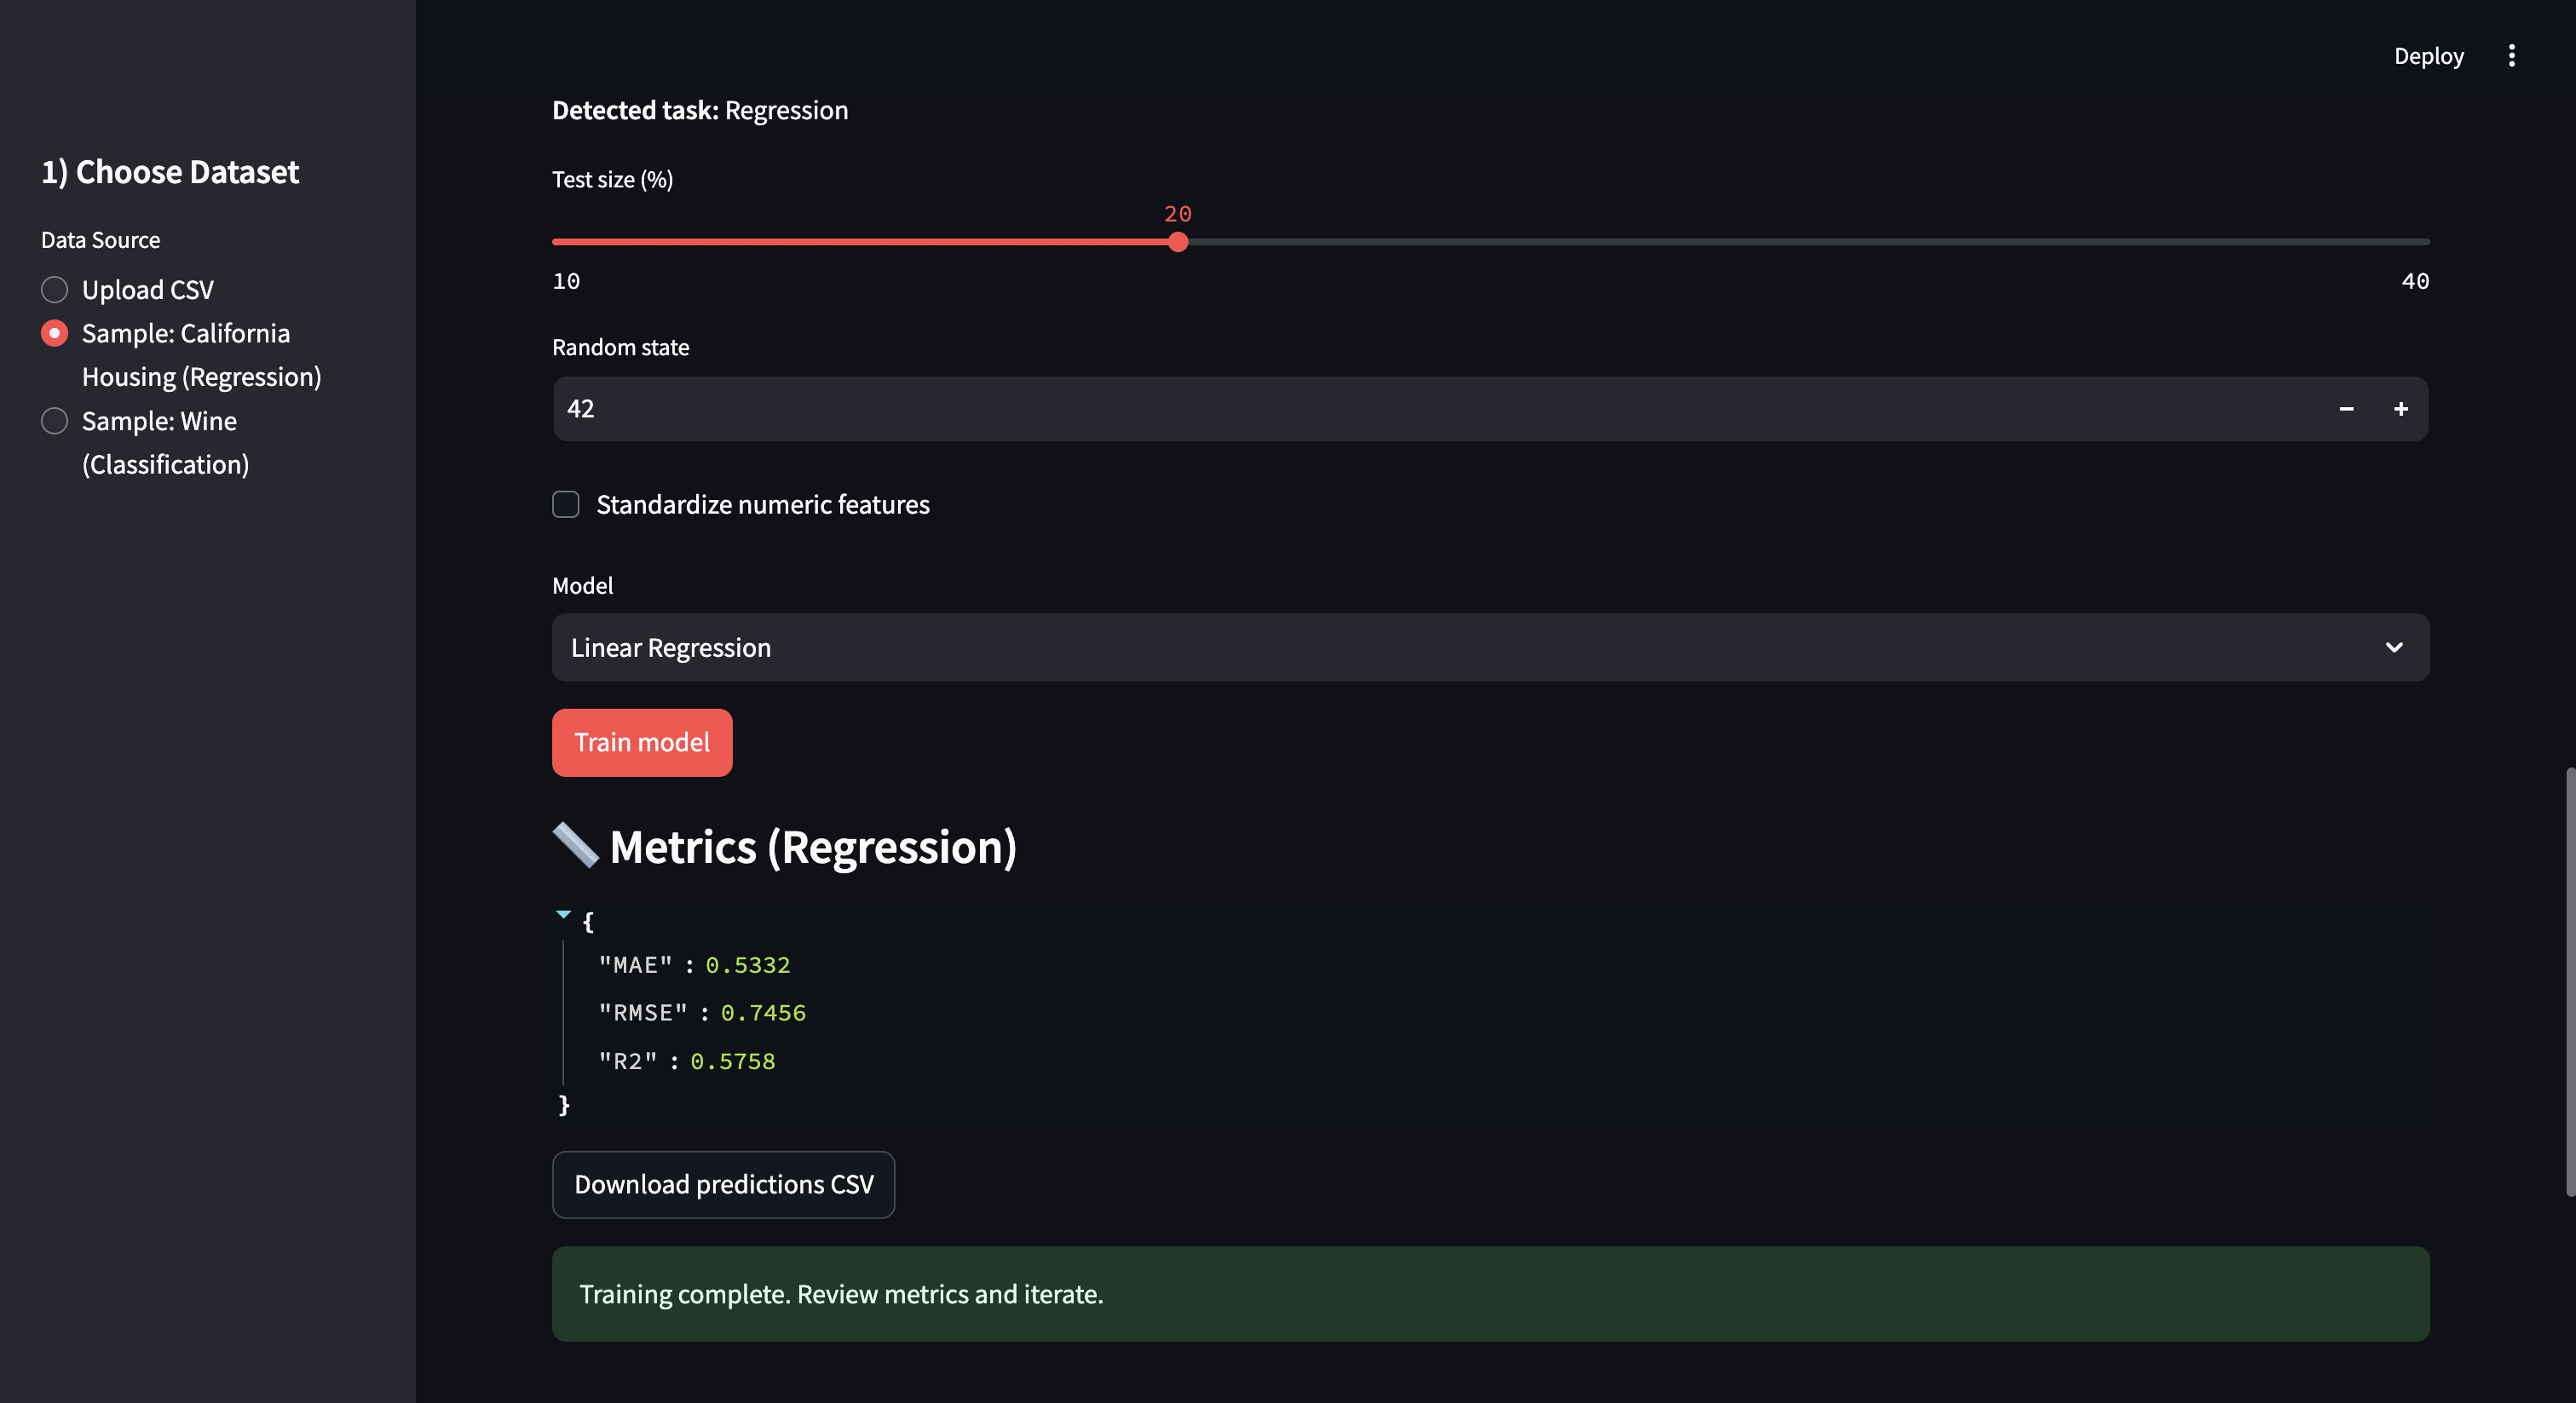 Deploy
1) Choose Dataset
Data Source
Upload CSV
Sample: California
Housing (Regression)
Sample: Wine
(Classification)
Detected task: Regression
Test size (%)
20
10
40
Random state
42
Standardize numeric features
Model
Linear Regression
Train model
Metrics (Regression)
{
"MAE" : 0.5332
"RMSE" : 0.7456
"R2" : 0.5758
}
Download predictions CSV
Training complete. Review metrics and iterate.